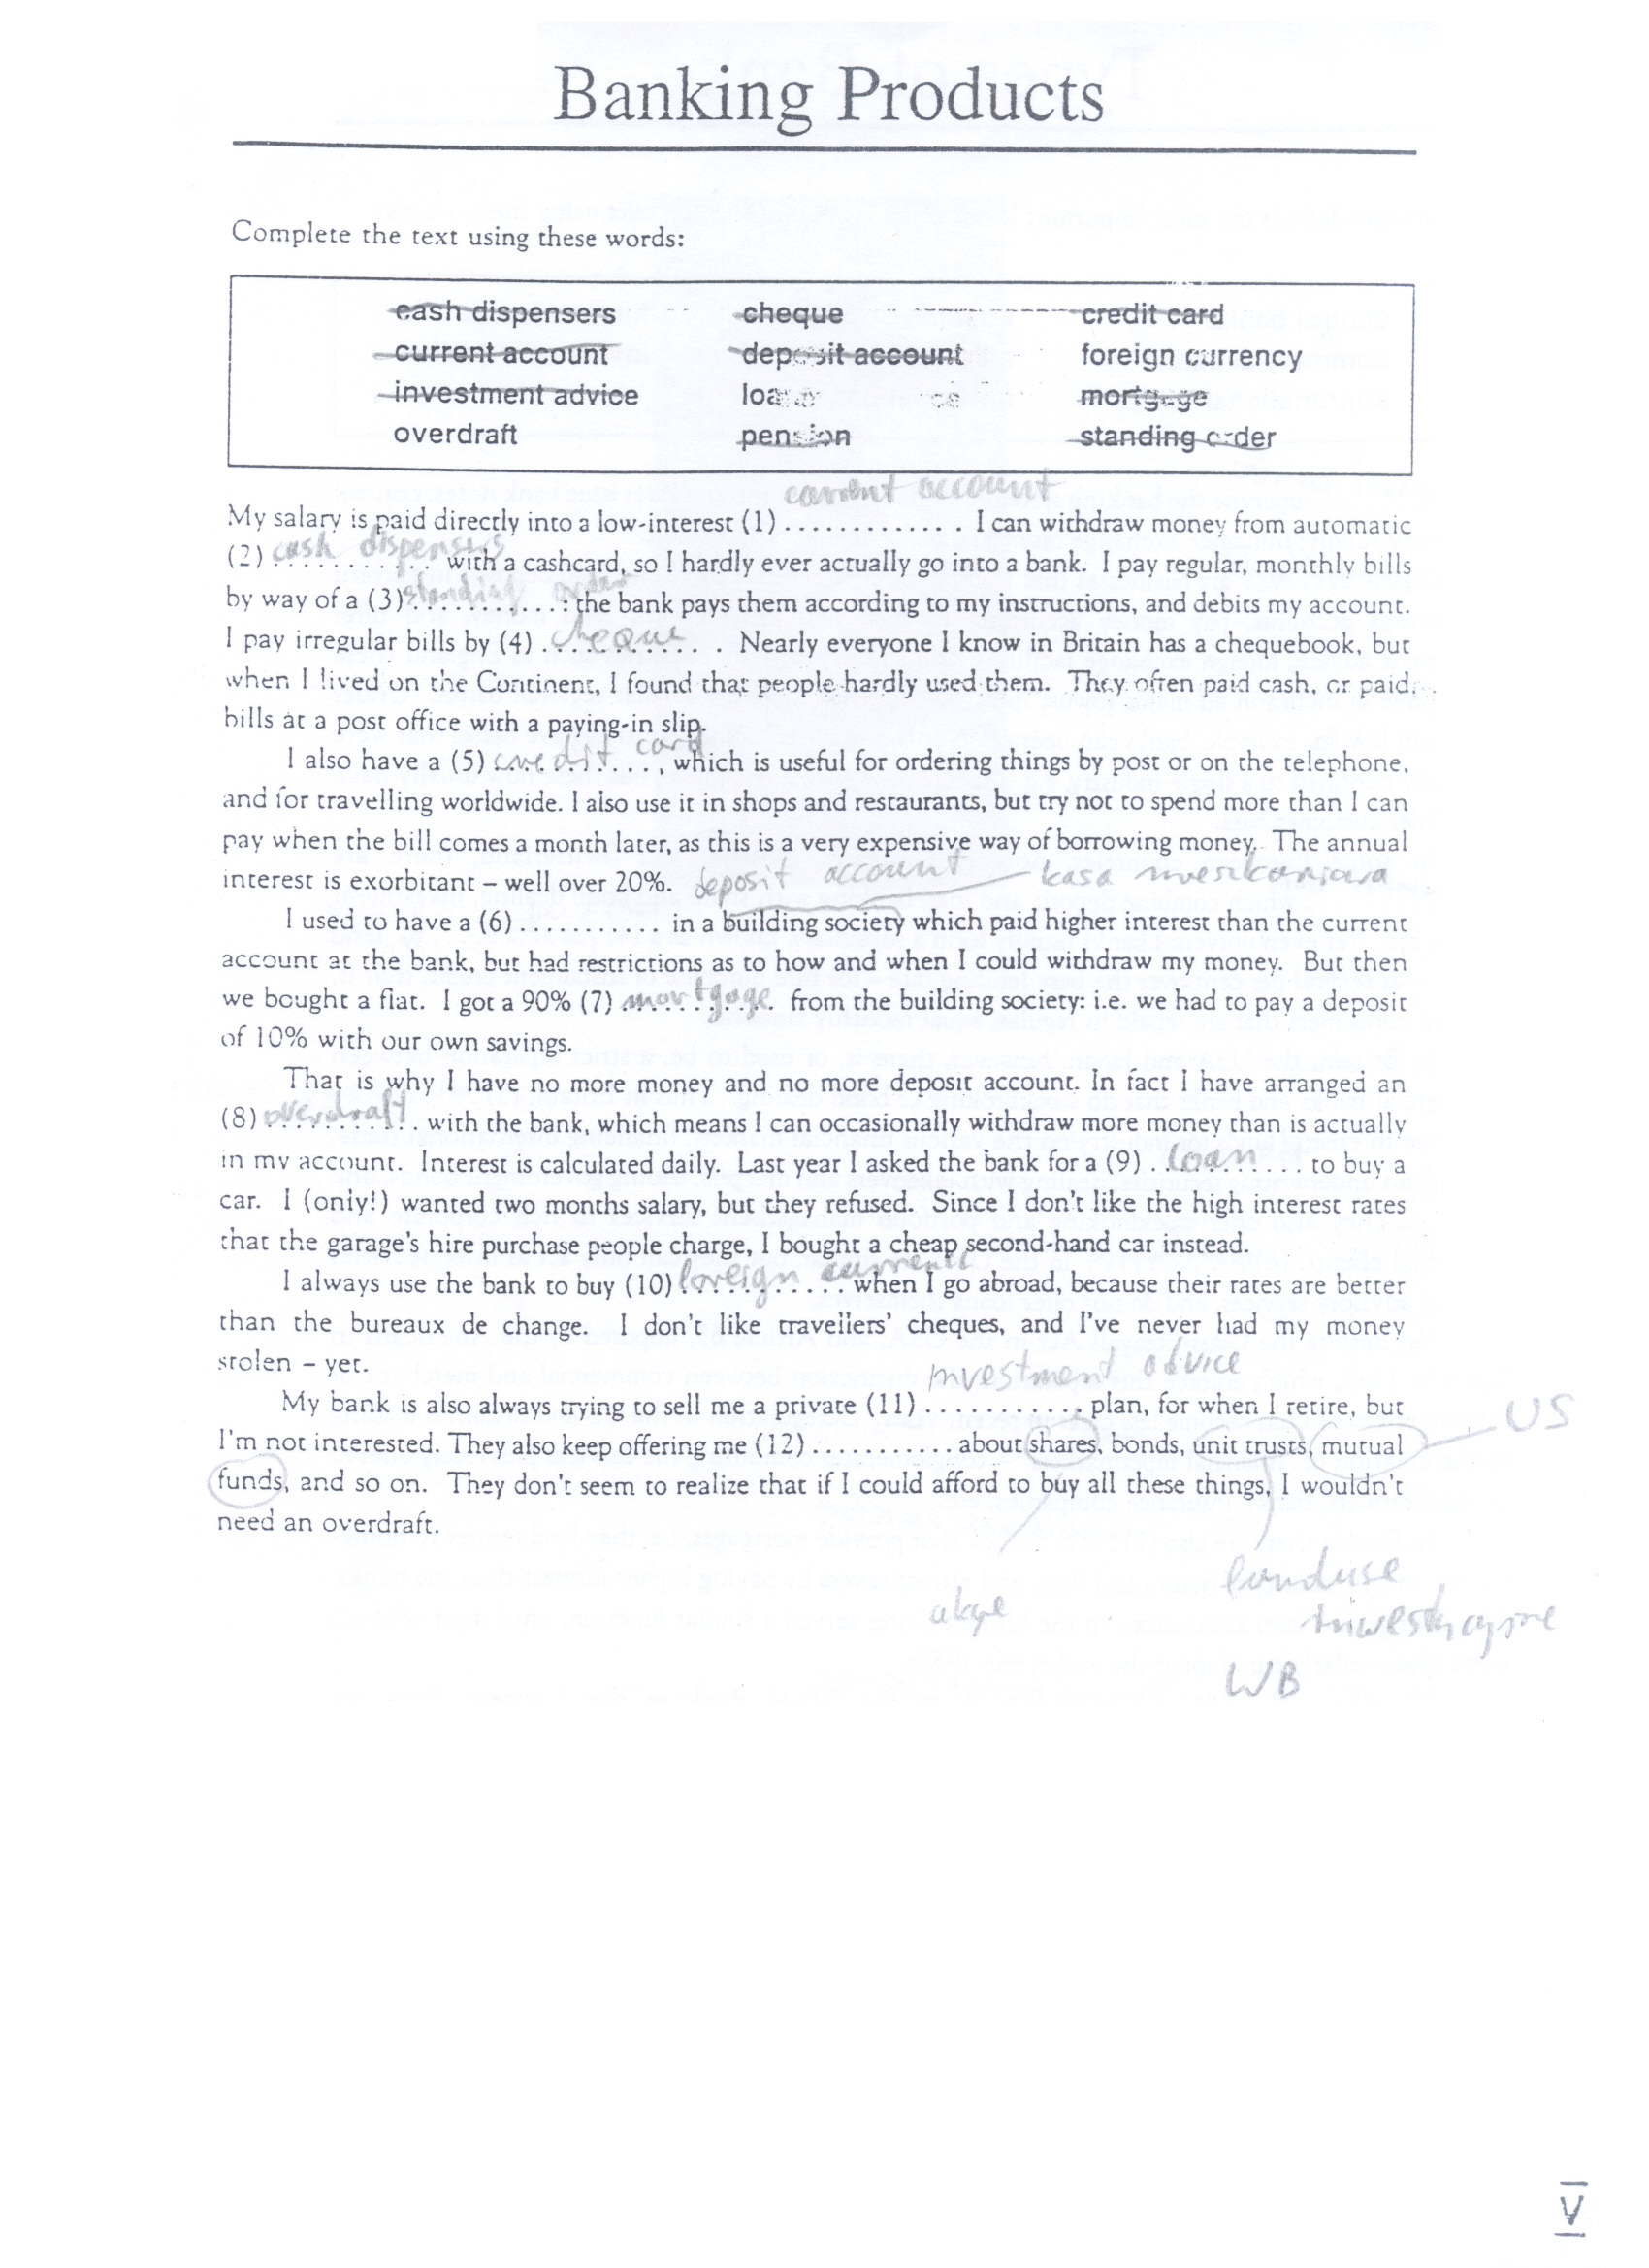 Banking Products
Complete the text using these words:
cash dispensers cheque credit card
current account deposit account foreign currency
investment advice loan mortgage
overdraft pension standing order
current account
My salary is paid directly into a low-interest (1) ............. I can withdraw money from automatic
(2) cash dispensers ........... with a cashcard, so I hardly ever actually go into a bank. I pay regular, monthly bills
by way of a (3) standing order ...........: the bank pays them according to my instructions, and debits my account.
I pay irregular bills by (4) cheque ............ Nearly everyone I know in Britain has a chequebook, but
when I lived on the Continent, I found that people hardly used them. They often paid cash, or paid
bills at a post office with a paying-in slip.
I also have a (5) credit card ..........., which is useful for ordering things by post or on the telephone,
and for travelling worldwide. I also use it in shops and restaurants, but try not to spend more than I can
pay when the bill comes a month later, as this is a very expensive way of borrowing money. The annual
interest is exorbitant – well over 20%. deposit account kasa mieszkaniowa
I used to have a (6) ........... in a building society which paid higher interest than the current
account at the bank, but had restrictions as to how and when I could withdraw my money. But then
we bought a flat. I got a 90% (7) mortgage ........... from the building society: i.e. we had to pay a deposit
of 10% with our own savings.
That is why I have no more money and no more deposit account. In fact I have arranged an
(8) overdraft ........... with the bank, which means I can occasionally withdraw more money than is actually
in my account. Interest is calculated daily. Last year I asked the bank for a (9) loan ........... to buy a
car. I (only!) wanted two months salary, but they refused. Since I don't like the high interest rates
that the garage's hire purchase people charge, I bought a cheap second-hand car instead.
I always use the bank to buy (10) foreign ........... when I go abroad, because their rates are better
than the bureaux de change. I don't like travellers' cheques, and I've never had my money
stolen – yet.
investment advice
My bank is also always trying to sell me a private (11) ........... plan, for when I retire, but
I'm not interested. They also keep offering me (12) ........... about shares, bonds, unit trusts, mutual
US
funds, and so on. They don't seem to realize that if I could afford to buy all these things, I wouldn't
need an overdraft.
akcje
WB
V